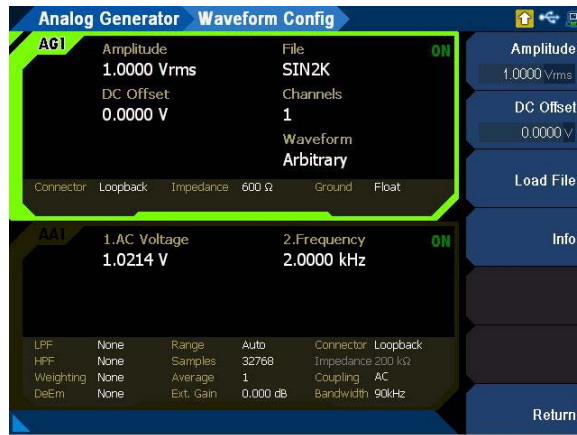 Analog Generator Waveform Config
AG1
Amplitude File ON
1.0000 Vrms SIN2K
DC Offset Channels
0.0000 V 1
Waveform
Arbitrary
Connector Loopback Impedance 600 Ω Ground Float
AA1
1.AC Voltage 2.Frequency ON
1.0214 V 2.0000 kHz
LPF None Range Auto Connector Loopback
HPF None Samples 32768 Impedance 200 kΩ
Weighting None Average 1 Coupling AC
DeEm None Ext. Gain 0.000 dB Bandwidth 90kHz
Amplitude
1.0000 Vrms
DC Offset
0.0000 V
Load File
Info
Return